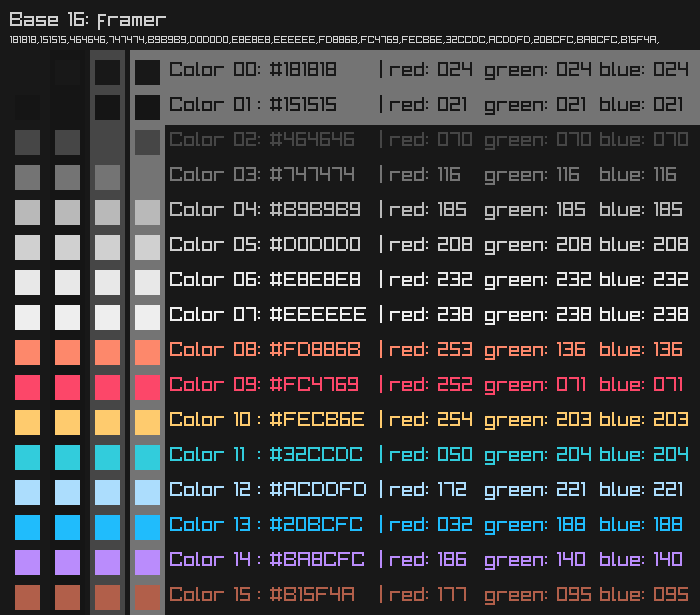 Base 16: framer
181818,151515,464646,747474,B9B9B9,D0D0D0,E8E8E8,EEEEEE,FD886B,FC4769,FECB6E,32CCDC,ACDDFD,20BCFC,BA8CFC,B15F4A,
Color 00: #181818 | red: 024 green: 024 blue: 024
Color 01: #151515 | red: 021 green: 021 blue: 021
Color 02: #464646 | red: 070 green: 070 blue: 070
Color 03: #747474 | red: 116 green: 116 blue: 116
Color 04: #B9B9B9 | red: 185 green: 185 blue: 185
Color 05: #D0D0D0 | red: 208 green: 208 blue: 208
Color 06: #E8E8E8 | red: 232 green: 232 blue: 232
Color 07: #EEEEEE | red: 238 green: 238 blue: 238
Color 08: #FD886B | red: 253 green: 136 blue: 136
Color 09: #FC4769 | red: 252 green: 071 blue: 071
Color 10: #FECB6E | red: 254 green: 203 blue: 203
Color 11: #32CCDC | red: 050 green: 204 blue: 204
Color 12: #ACDDFD | red: 172 green: 221 blue: 221
Color 13: #20BCFC | red: 032 green: 188 blue: 188
Color 14: #BA8CFC | red: 186 green: 140 blue: 140
Color 15: #B15F4A | red: 177 green: 095 blue: 095